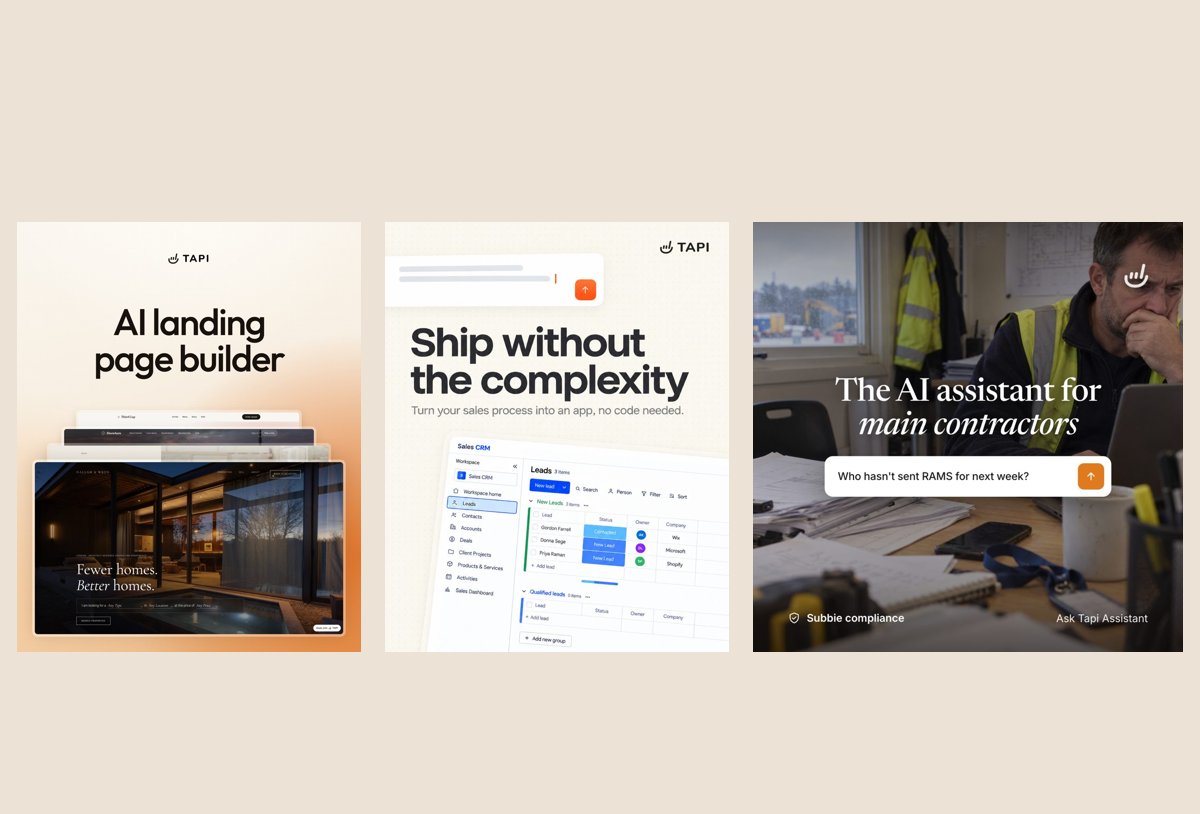 TAPI
AI landing
page builder
Fewer homes.
Better homes.
TAPI
Ship without
the complexity
Turn your sales process into an app, no code needed.
Sales CRM
Workspace
Sales CRM
Workspace home
Leads
Contacts
Accounts
Deals
Client Projects
Products & Services
Activities
Sales Dashboard
Leads 3 items
New lead
Search
Person
Filter
Sort
New Leads 3 items
Lead Status Owner Company
Gordon Farrell Contacted Wix
Donna Sege New Lead Microsoft
Priya Raman New Lead Shopify
+ Add lead
Qualified leads
Lead Status Owner Company
+ Add lead
+ Add new group
The AI assistant for
main contractors
Who hasn't sent RAMS for next week?
Subbie compliance
Ask Tapi Assistant